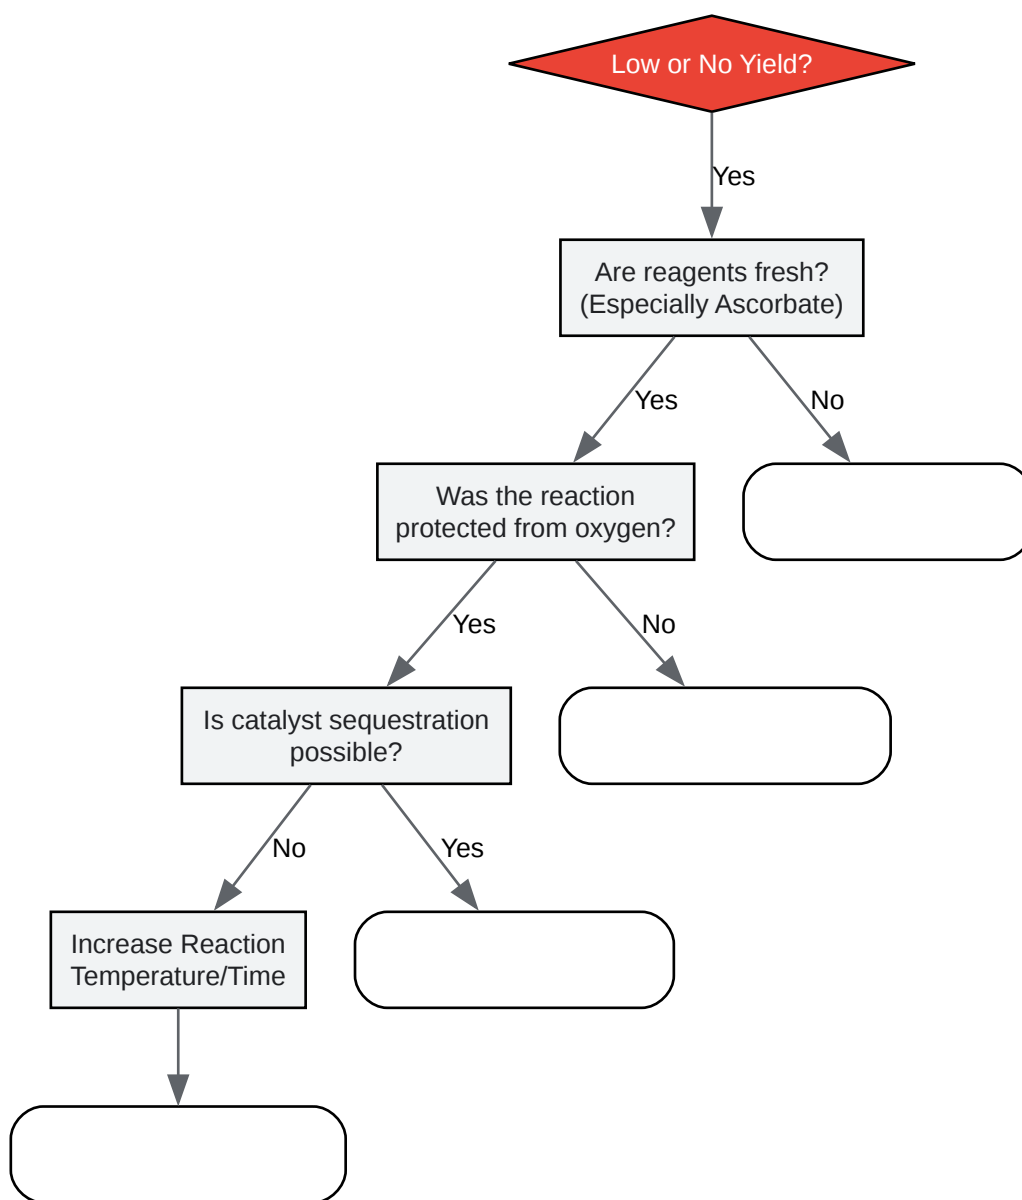 Low or No Yield?
Yes
Are reagents fresh?
(Especially Ascorbate)
Yes
No
Was the reaction
protected from oxygen?
Yes
No
Is catalyst sequestration
possible?
No
Yes
Increase Reaction
Temperature/Time